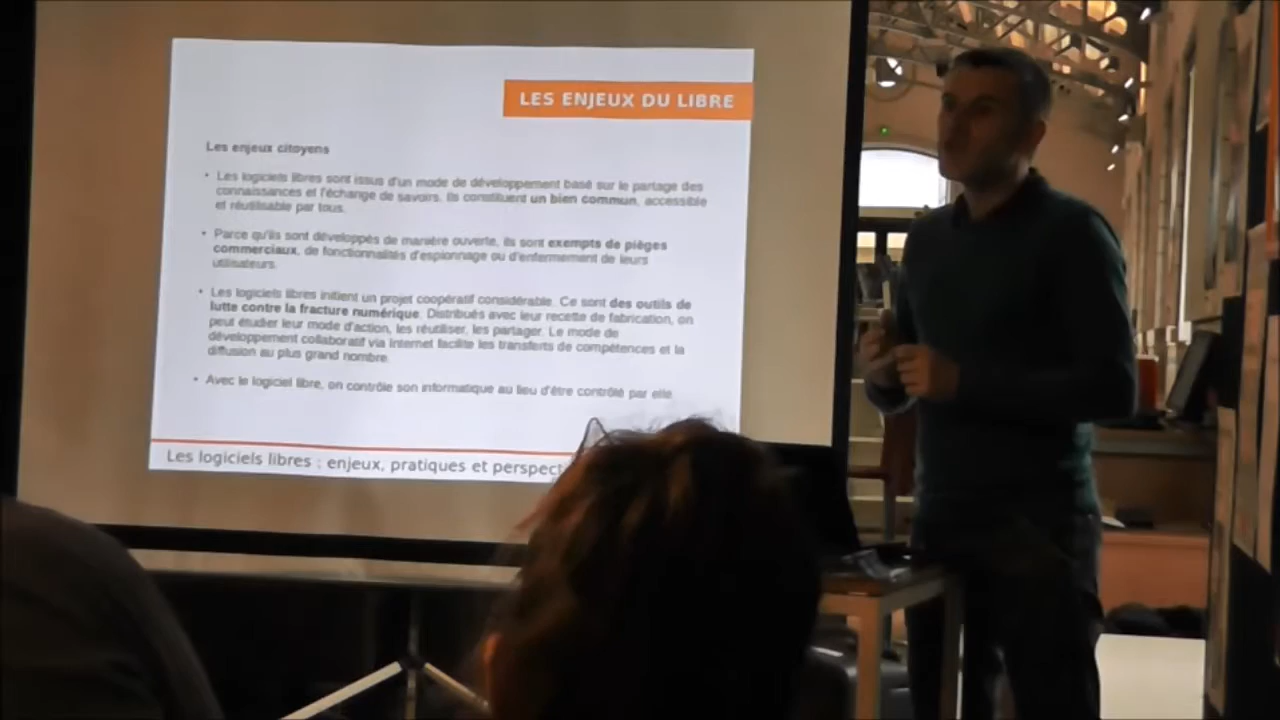 LES ENJEUX DU LIBRE
Les enjeux citoyens
• Les logiciels libres sont issus d'un mode de développement basé sur le partage des
connaissances et l'échange de savoirs. Ils constituent un bien commun, accessible
et réutilisable par tous.
• Parce qu'ils sont développés de manière ouverte, ils sont exempts de pièges
commerciaux, de fonctionnalités d'espionnage ou d'enfermement de leurs
utilisateurs.
• Les logiciels libres initient un projet coopératif considérable. Ce sont des outils de
lutte contre la fracture numérique. Distribués avec leur recette de fabrication, on
peut étudier leur mode d'action, les réutiliser, les partager. Le mode de
développement collaboratif via Internet facilite les transferts de compétences et la
diffusion au plus grand nombre.
• Avec le logiciel libre, on contrôle son informatique au lieu d'être contrôlé par elle.
Les logiciels libres : enjeux, pratiques et perspect